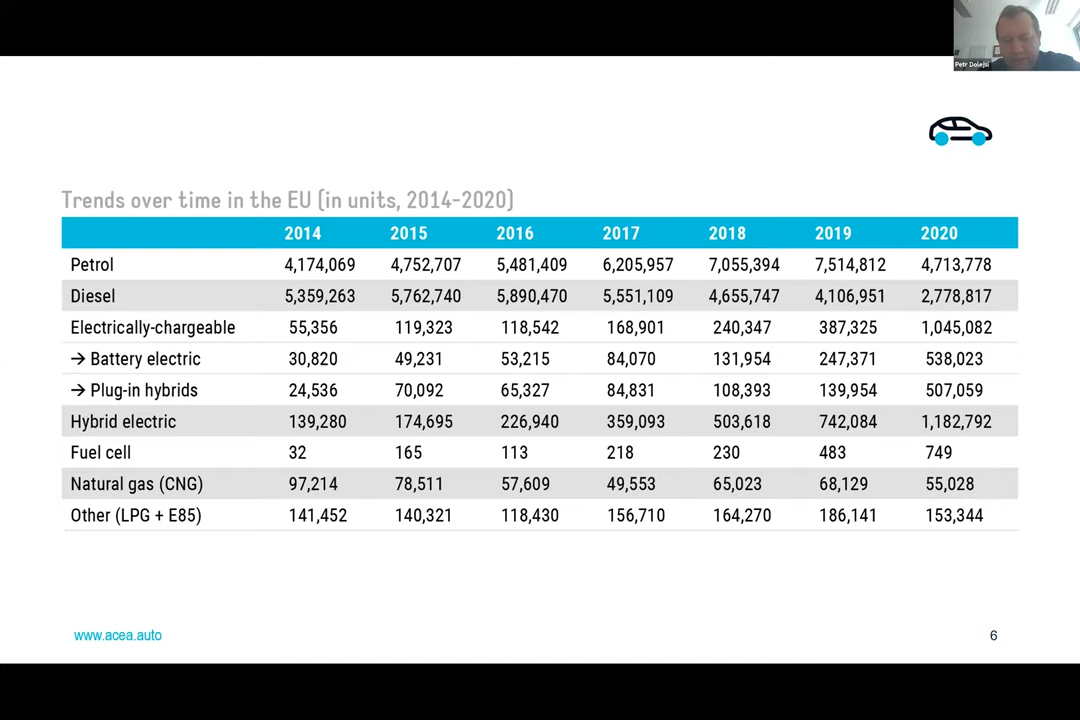 Petr Dolejsi
Trends over time in the EU (in units, 2014-2020)
2014 2015 2016 2017 2018 2019 2020
Petrol 4,174,069 4,752,707 5,481,409 6,205,957 7,055,394 7,514,812 4,713,778
Diesel 5,359,263 5,762,740 5,890,470 5,551,109 4,655,747 4,106,951 2,778,817
Electrically-chargeable 55,356 119,323 118,542 168,901 240,347 387,325 1,045,082
→ Battery electric 30,820 49,231 53,215 84,070 131,954 247,371 538,023
→ Plug-in hybrids 24,536 70,092 65,327 84,831 108,393 139,954 507,059
Hybrid electric 139,280 174,695 226,940 359,093 503,618 742,084 1,182,792
Fuel cell 32 165 113 218 230 483 749
Natural gas (CNG) 97,214 78,511 57,609 49,553 65,023 68,129 55,028
Other (LPG + E85) 141,452 140,321 118,430 156,710 164,270 186,141 153,344
www.acea.auto 6